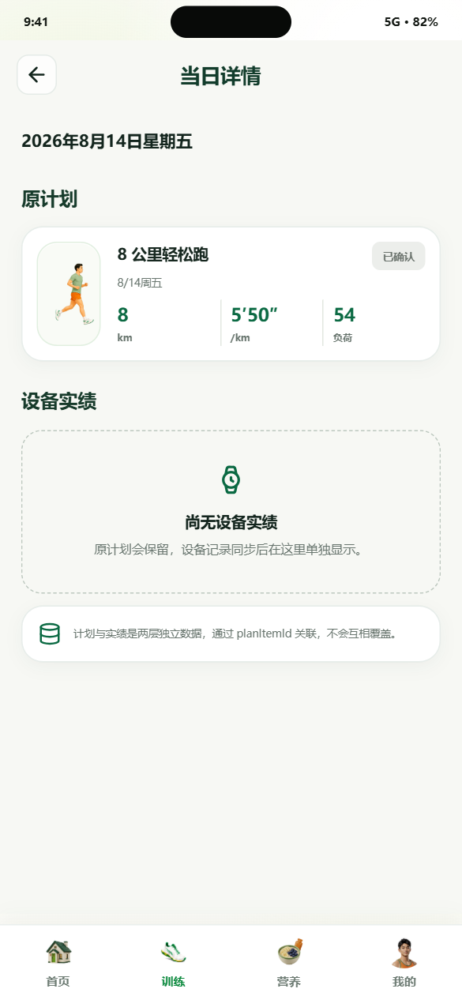 9:41
5G • 82%
当日详情
2026年8月14日星期五
原计划
8 公里轻松跑
已确认
8/14周五
8
5’50”
54
km
/km
负荷
设备实绩
尚无设备实绩
原计划会保留，设备记录同步后在这里单独显示。
计划与实绩是两层独立数据，通过 planItemId 关联，不会互相覆盖。
首页
训练
营养
我的